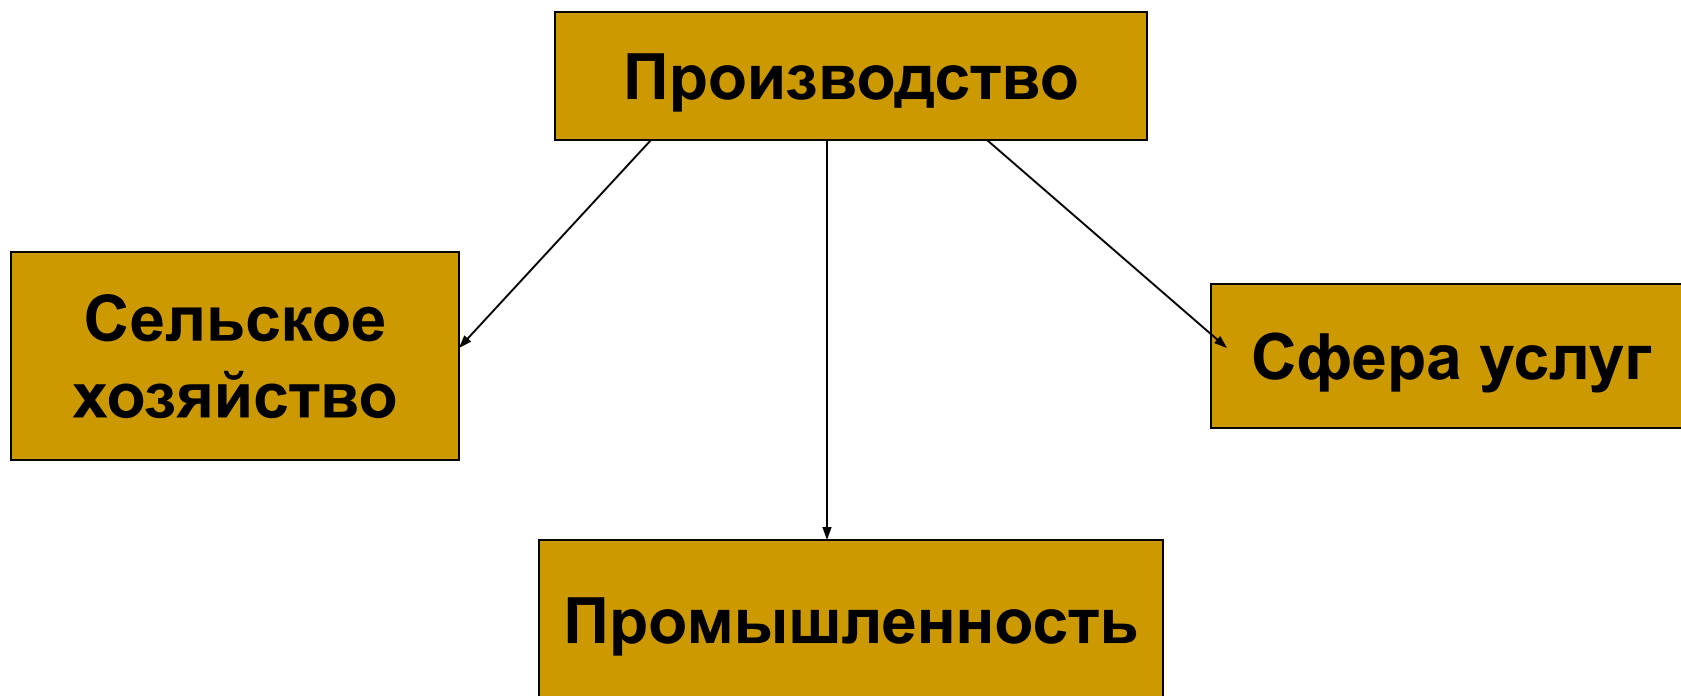 Производство
Сельское
хозяйство
Сфера услуг
Промышленность